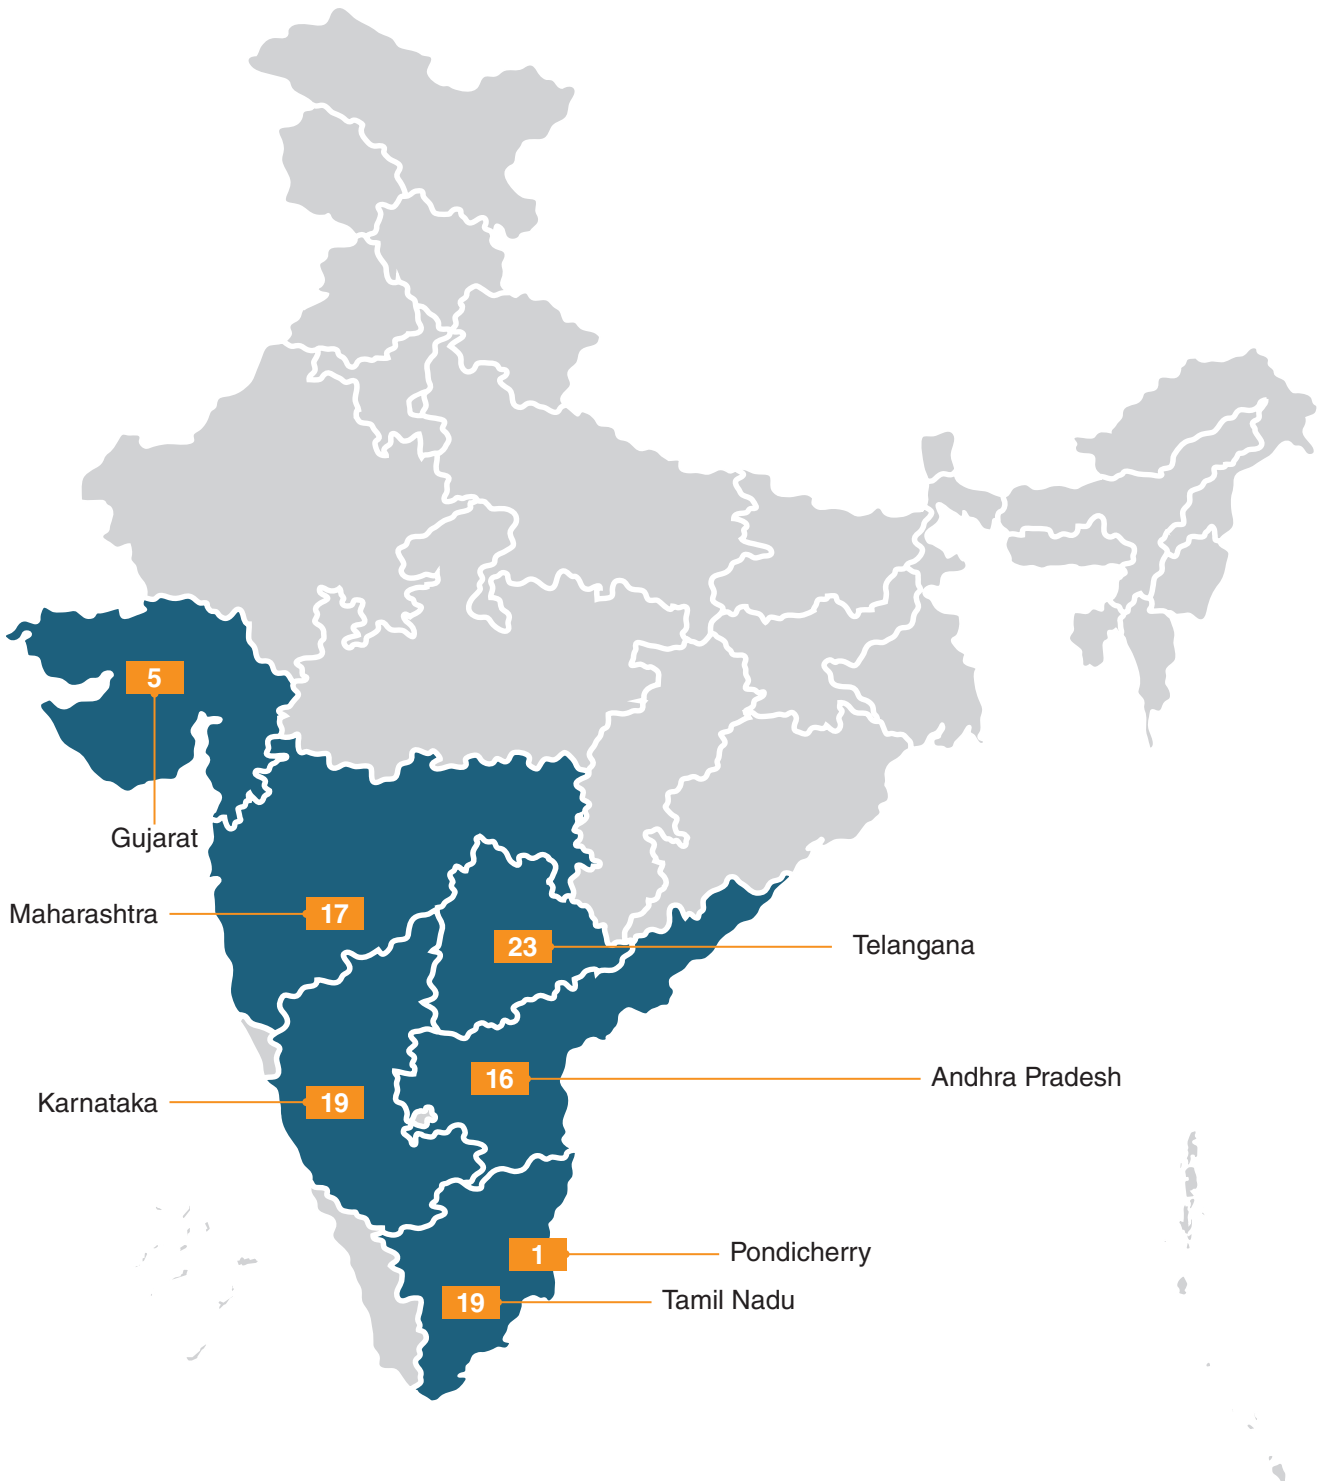 5
Gujarat
Maharashtra
17
23
Telangana
16
Andhra Pradesh
Karnataka
19
1
Pondicherry
19
Tamil Nadu